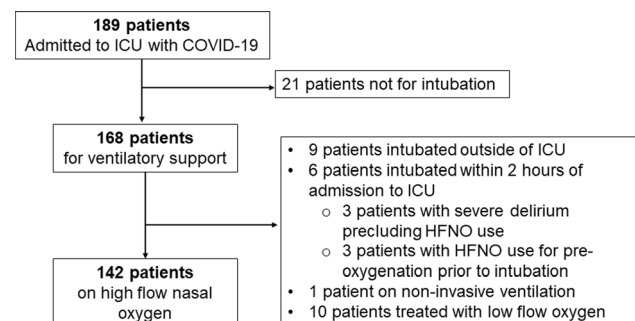 189 patients
Admitted to ICU with COVID-19
21 patients not for intubation
168 patients
for ventilatory support
• 9 patients intubated outside of ICU
• 6 patients intubated within 2 hours of
admission to ICU
o 3 patients with severe delirium
precluding HFNO use
o 3 patients with HFNO use for pre-
oxygenation prior to intubation
• 1 patient on non-invasive ventilation
• 10 patients treated with low flow oxygen
142 patients
on high flow nasal
oxygen